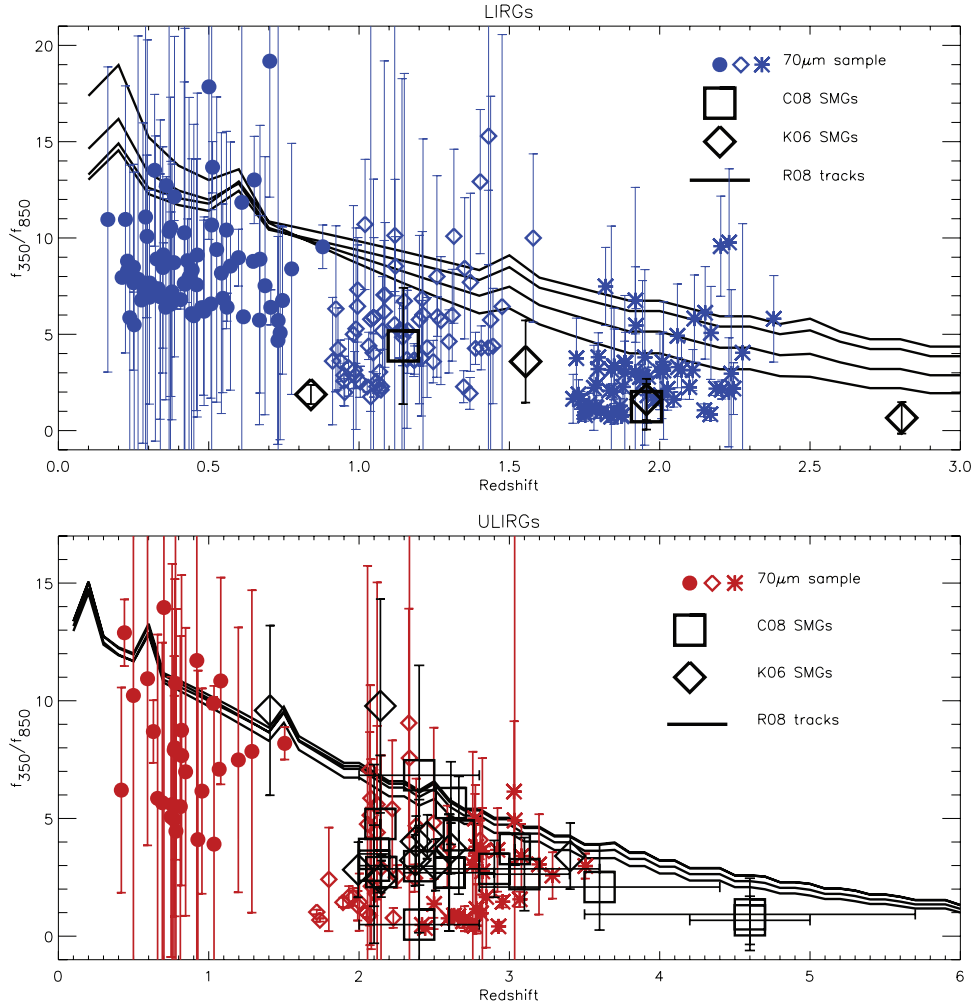 LIRGs
20
15
10
5
0
f350/f850
70μm sample
C08 SMGs
K06 SMGs
R08 tracks
0.0 0.5 1.0 1.5 2.0 2.5 3.0
Redshift
ULIRGs
15
10
5
0
f350/f850
70μm sample
C08 SMGs
K06 SMGs
R08 tracks
0 1 2 3 4 5 6
Redshift